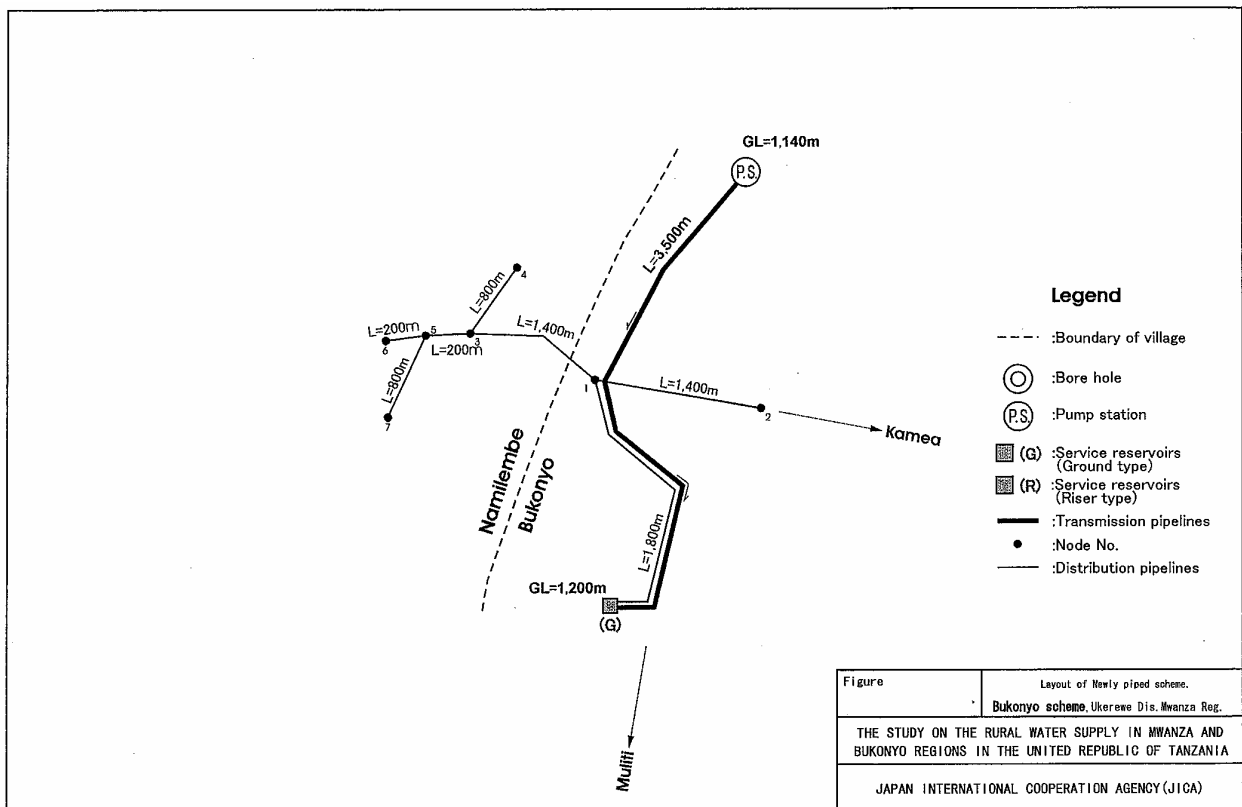 GL=1,140m
P.S.
L=3,500m
4
L=800m
L=200m
5
L=1,400m
6
L=200m
3
L=800m
1
L=1,400m
2
7
Kamea
Namilembe
Bukonyo
L=1,800m
GL=1,200m
(G)
Muliti
Legend
:Boundary of village
:Bore hole
P.S. :Pump station
(G) :Service reservoirs
(Ground type)
(R) :Service reservoirs
(Riser type)
:Transmission pipelines
:Node No.
:Distribution pipelines
Figure
Layout of Newly piped scheme.
Bukonyo scheme, Ukerewe Dis. Mwanza Reg.
THE STUDY ON THE RURAL WATER SUPPLY IN MWANZA AND
BUKONYO REGIONS IN THE UNITED REPUBLIC OF TANZANIA
JAPAN INTERNATIONAL COOPERATION AGENCY(JICA)